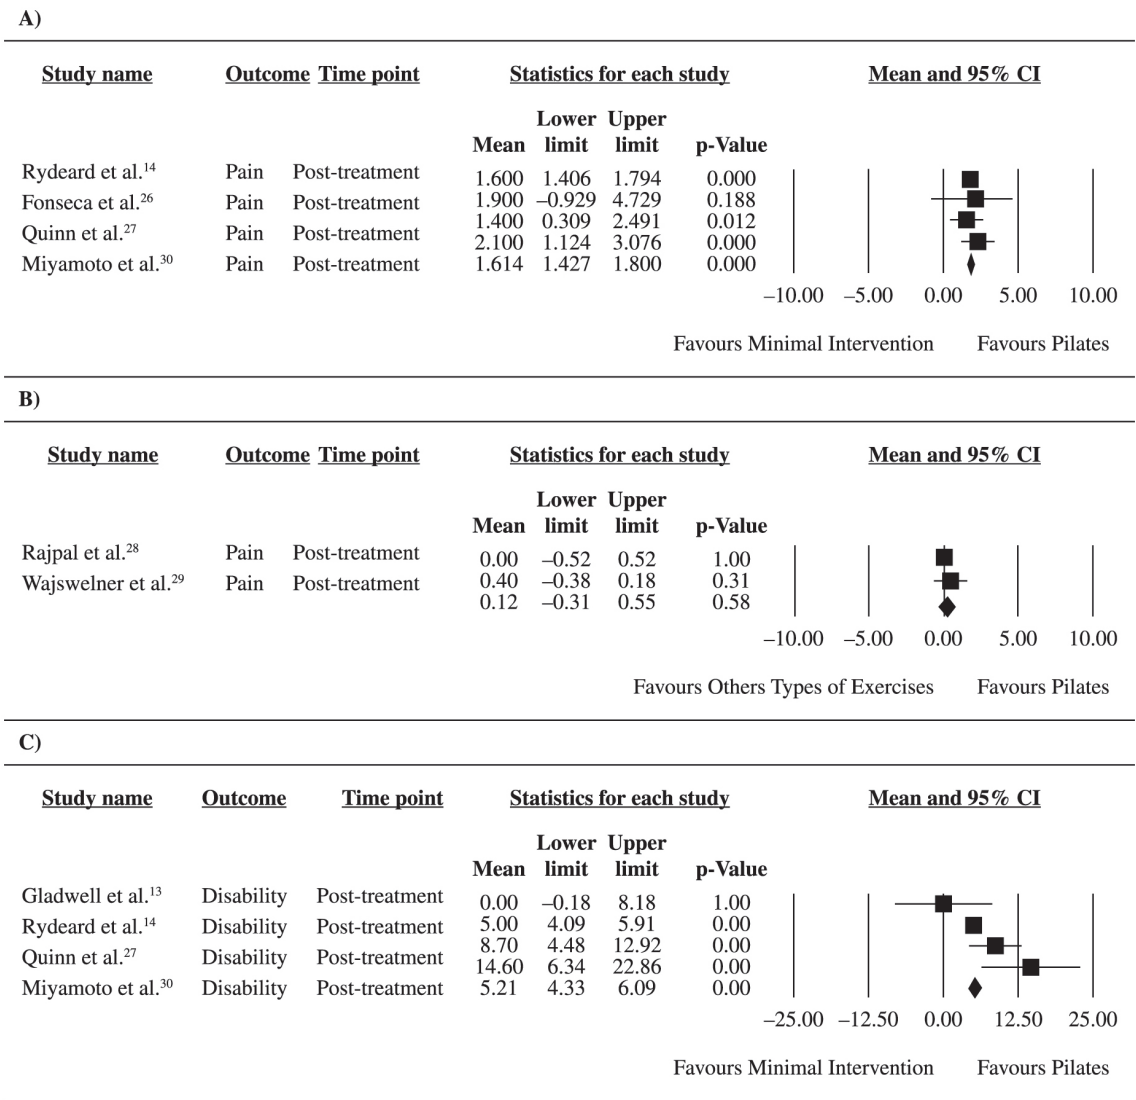 A)
Study name Outcome Time point Statistics for each study Mean and 95% CI
Lower Upper
Mean limit limit p-Value
Rydeard et al.14 Pain Post-treatment 1.600 1.406 1.794 0.000
Fonseca et al.26 Pain Post-treatment 1.900 –0.929 4.729 0.188
1.400 0.309 2.491 0.012
Quinn et al.27 Pain Post-treatment 2.100 1.124 3.076 0.000
Miyamoto et al.30 Pain Post-treatment 1.614 1.427 1.800 0.000
–10.00 –5.00 0.00 5.00 10.00
Favours Minimal Intervention Favours Pilates
B)
Study name Outcome Time point Statistics for each study Mean and 95% CI
Lower Upper
Mean limit limit p-Value
Rajpal et al.28 Pain Post-treatment 0.00 –0.52 0.52 1.00
Wajswelner et al.29 Pain Post-treatment 0.40 –0.38 0.18 0.31
0.12 –0.31 0.55 0.58
–10.00 –5.00 0.00 5.00 10.00
Favours Others Types of Exercises Favours Pilates
C)
Study name Outcome Time point Statistics for each study Mean and 95% CI
Lower Upper
Mean limit limit p-Value
Gladwell et al.13 Disability Post-treatment 0.00 –0.18 8.18 1.00
Rydeard et al.14 Disability Post-treatment 5.00 4.09 5.91 0.00
8.70 4.48 12.92 0.00
Quinn et al.27 Disability Post-treatment 14.60 6.34 22.86 0.00
Miyamoto et al.30 Disability Post-treatment 5.21 4.33 6.09 0.00
–25.00 –12.50 0.00 12.50 25.00
Favours Minimal Intervention Favours Pilates